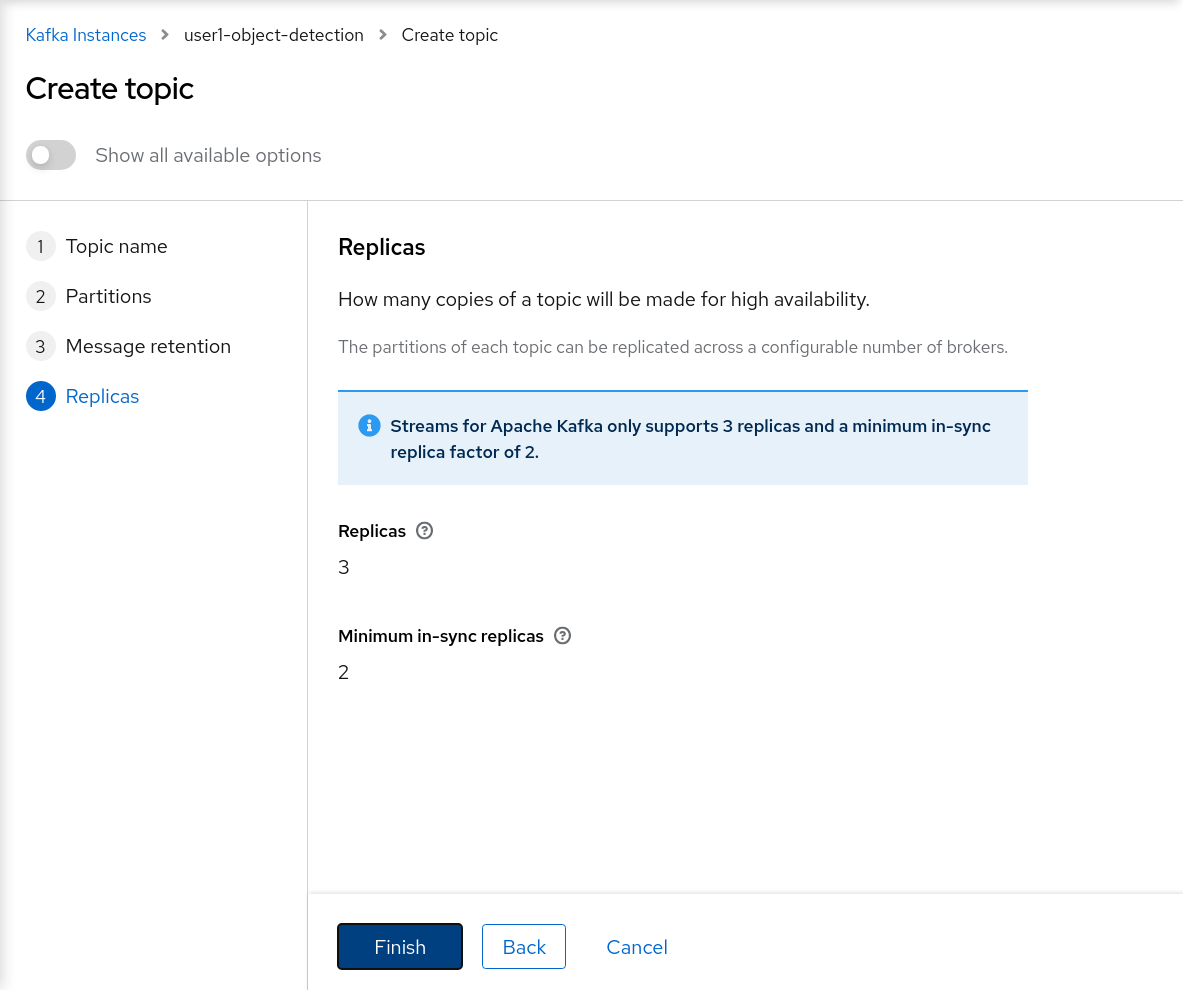 Kafka Instances > user1-object-detection > Create topic
Create topic
Show all available options
1 Topic name
2 Partitions
3 Message retention
4 Replicas
Replicas
How many copies of a topic will be made for high availability.
The partitions of each topic can be replicated across a configurable number of brokers.
Streams for Apache Kafka only supports 3 replicas and a minimum in-sync
replica factor of 2.
Replicas
3
Minimum in-sync replicas
2
Finish Back Cancel